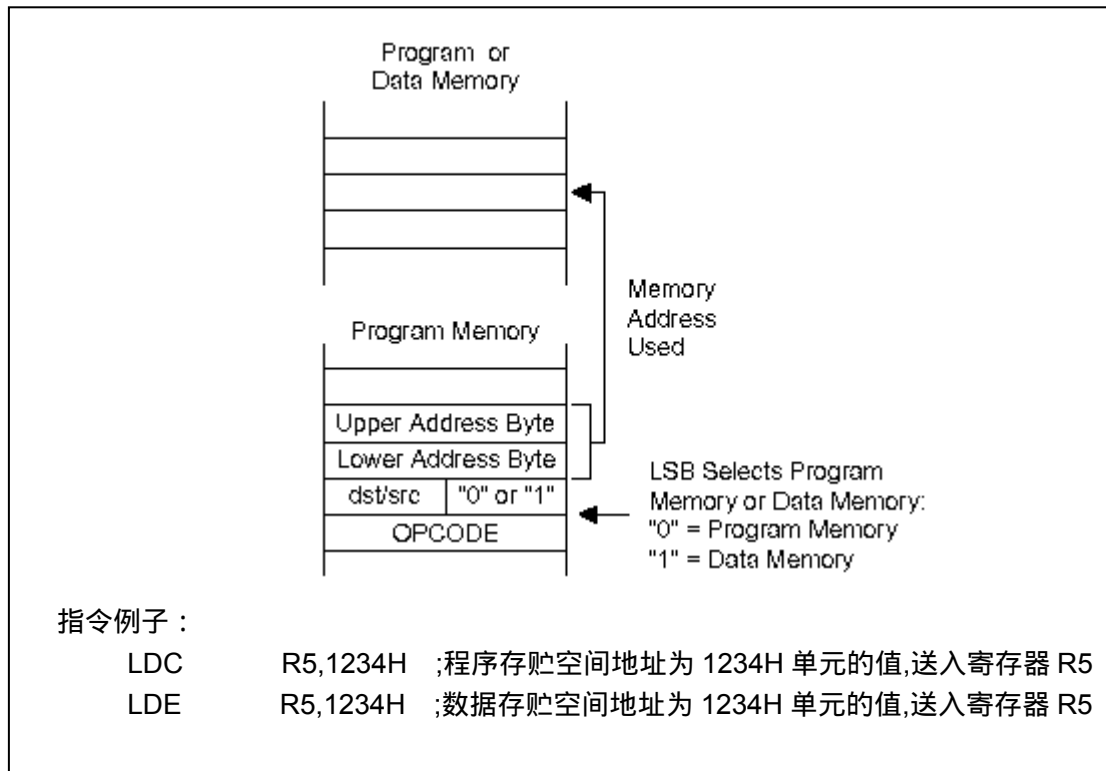 Program or
Data Memory
Memory
Address
Used
Program Memory
Upper Address Byte
Lower Address Byte
dst/src "0" or "1"
OPCODE
LSB Selects Program
Memory or Data Memory:
"0" = Program Memory
"1" = Data Memory
指令例子：
LDC R5,1234H ;程序存贮空间地址为 1234H 单元的值,送入寄存器 R5
LDE R5,1234H ;数据存贮空间地址为 1234H 单元的值,送入寄存器 R5